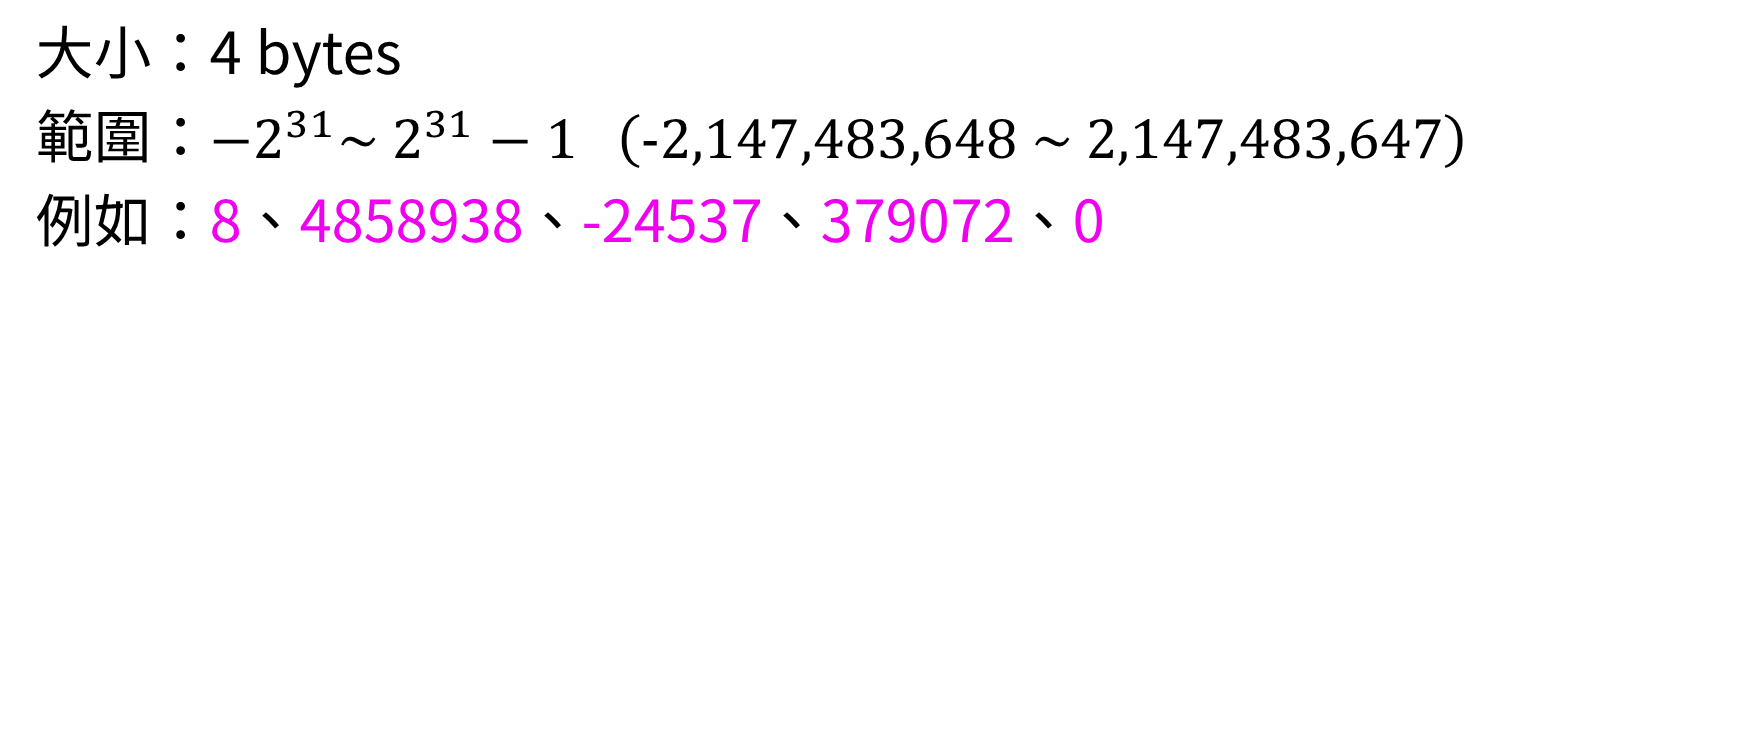 大小：4 bytes
範圍：−2³¹~ 2³¹ − 1 (-2,147,483,648 ~ 2,147,483,647)
例如：8、4858938、-24537、379072、0